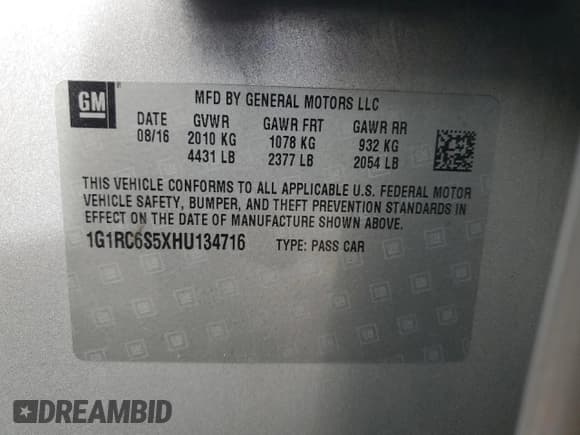 GM
MFD BY GENERAL MOTORS LLC
DATE GVWR GAWR FRT GAWR RR
08/16 2010 KG 1078 KG 932 KG
4431 LB 2377 LB 2054 LB
THIS VEHICLE CONFORMS TO ALL APPLICABLE U.S. FEDERAL MOTOR
VEHICLE SAFETY, BUMPER, AND THEFT PREVENTION STANDARDS IN
EFFECT ON THE DATE OF MANUFACTURE SHOWN ABOVE.
1G1RC6S5XHU134716 TYPE: PASS CAR
DREAMBID